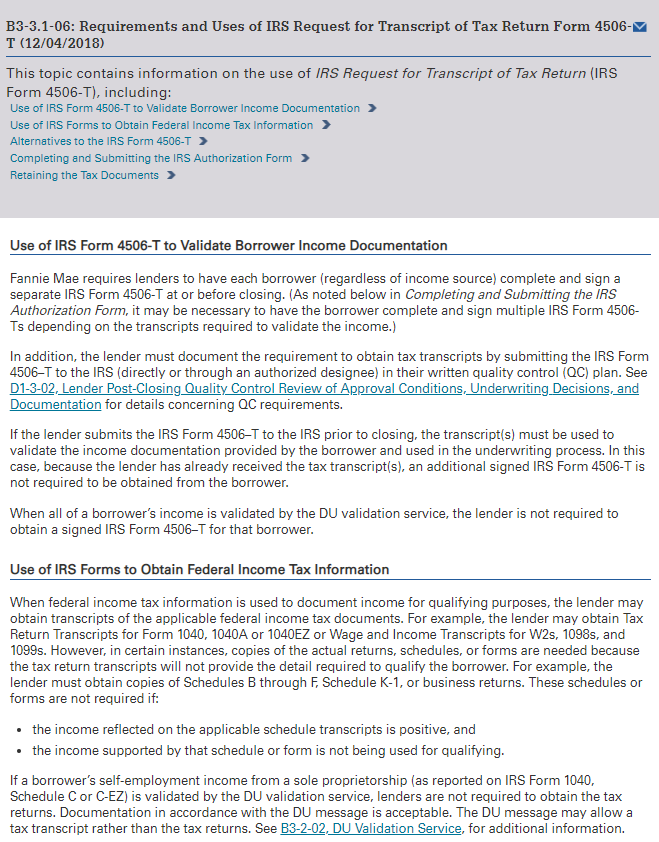 B3-3.1-06: Requirements and Uses of IRS Request for Transcript of Tax Return Form 4506-
T (12/04/2018)
This topic contains information on the use of IRS Request for Transcript of Tax Return (IRS
Form 4506-T), including:
Use of IRS Form 4506-T to Validate Borrower Income Documentation
Use of IRS Forms to Obtain Federal Income Tax Information
Alternatives to the IRS Form 4506-T
Completing and Submitting the IRS Authorization Form
Retaining the Tax Documents
Use of IRS Form 4506-T to Validate Borrower Income Documentation
Fannie Mae requires lenders to have each borrower (regardless of income source) complete and sign a
separate IRS Form 4506-T at or before closing. (As noted below in Completing and Submitting the IRS
Authorization Form, it may be necessary to have the borrower complete and sign multiple IRS Form 4506-
Ts depending on the transcripts required to validate the income.)
In addition, the lender must document the requirement to obtain tax transcripts by submitting the IRS Form
4506–T to the IRS (directly or through an authorized designee) in their written quality control (QC) plan. See
D1-3-02, Lender Post-Closing Quality Control Review of Approval Conditions, Underwriting Decisions, and
Documentation for details concerning QC requirements.
If the lender submits the IRS Form 4506–T to the IRS prior to closing, the transcript(s) must be used to
validate the income documentation provided by the borrower and used in the underwriting process. In this
case, because the lender has already received the tax transcript(s), an additional signed IRS Form 4506-T is
not required to be obtained from the borrower.
When all of a borrower’s income is validated by the DU validation service, the lender is not required to
obtain a signed IRS Form 4506–T for that borrower.
Use of IRS Forms to Obtain Federal Income Tax Information
When federal income tax information is used to document income for qualifying purposes, the lender may
obtain transcripts of the applicable federal income tax documents. For example, the lender may obtain Tax
Return Transcripts for Form 1040, 1040A or 1040EZ or Wage and Income Transcripts for W2s, 1098s, and
1099s. However, in certain instances, copies of the actual returns, schedules, or forms are needed because
the tax return transcripts will not provide the detail required to qualify the borrower. For example, the
lender must obtain copies of Schedules B through F, Schedule K-1, or business returns. These schedules or
forms are not required if:
• the income reflected on the applicable schedule transcripts is positive, and
• the income supported by that schedule or form is not being used for qualifying.
If a borrower’s self-employment income from a sole proprietorship (as reported on IRS Form 1040,
Schedule C or C-EZ) is validated by the DU validation service, lenders are not required to obtain the tax
returns. Documentation in accordance with the DU message is acceptable. The DU message may allow a
tax transcript rather than the tax returns. See B3-2-02, DU Validation Service, for additional information.